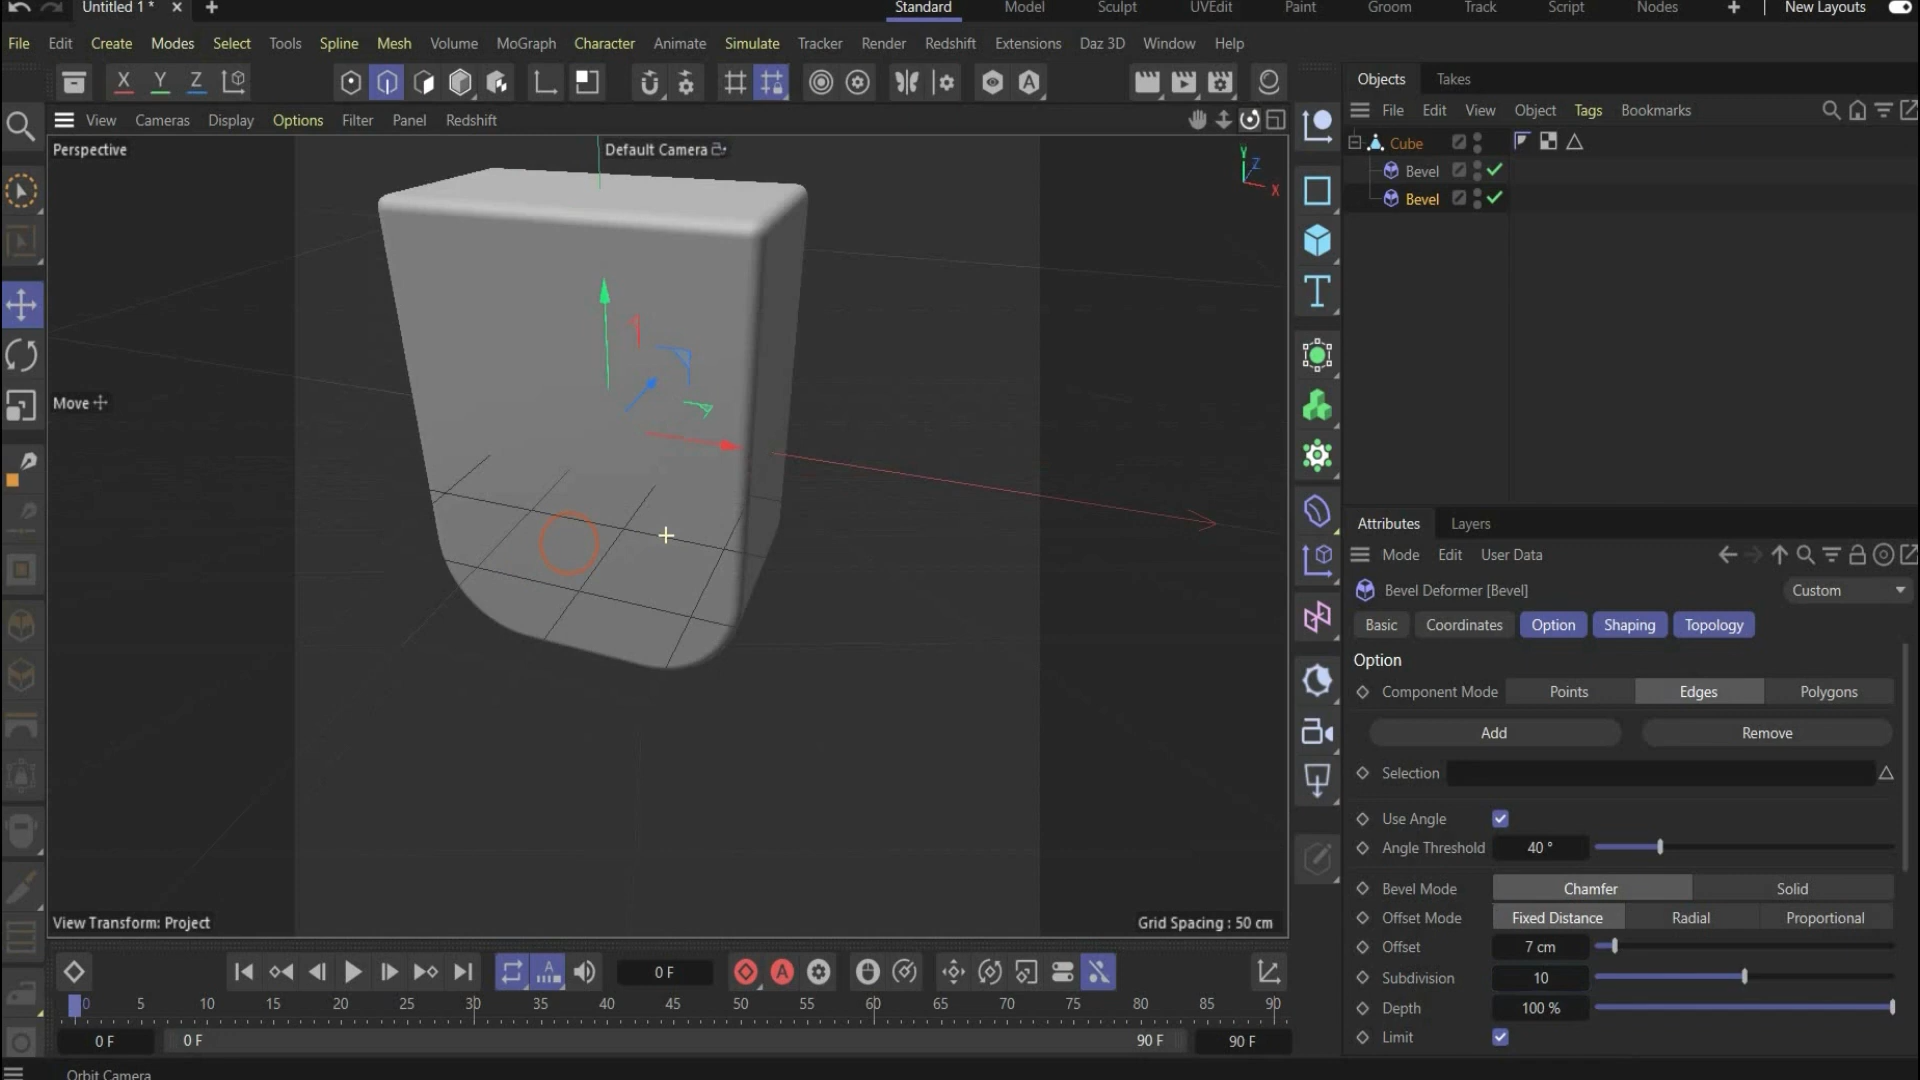 Untitled 1 *
Standard Model Sculpt UVEdit Paint Groom Track Script Nodes New Layouts
File Edit Create Modes Select Tools Spline Mesh Volume MoGraph Character Animate Simulate Tracker Render Redshift Extensions Daz 3D Window Help
X Y Z
Objects Takes
View Cameras Display Options Filter Panel Redshift
File Edit View Object Tags Bookmarks
Perspective
Default Camera
Y
Z
X
Cube
Bevel
Bevel
Move
Attributes Layers
Mode Edit User Data
Bevel Deformer [Bevel]
Custom
Basic Coordinates Option Shaping Topology
Option
Component Mode Points Edges Polygons
Add Remove
Selection
Use Angle
Angle Threshold 40 °
Bevel Mode Chamfer Solid
Offset Mode Fixed Distance Radial Proportional
Offset 7 cm
Subdivision 10
Depth 100 %
Limit
View Transform: Project
Grid Spacing : 50 cm
0 F
0 5 10 15 20 25 30 35 40 45 50 55 60 65 70 75 80 85 90
0 F 0 F 90 F 90 F
Orbit Camera